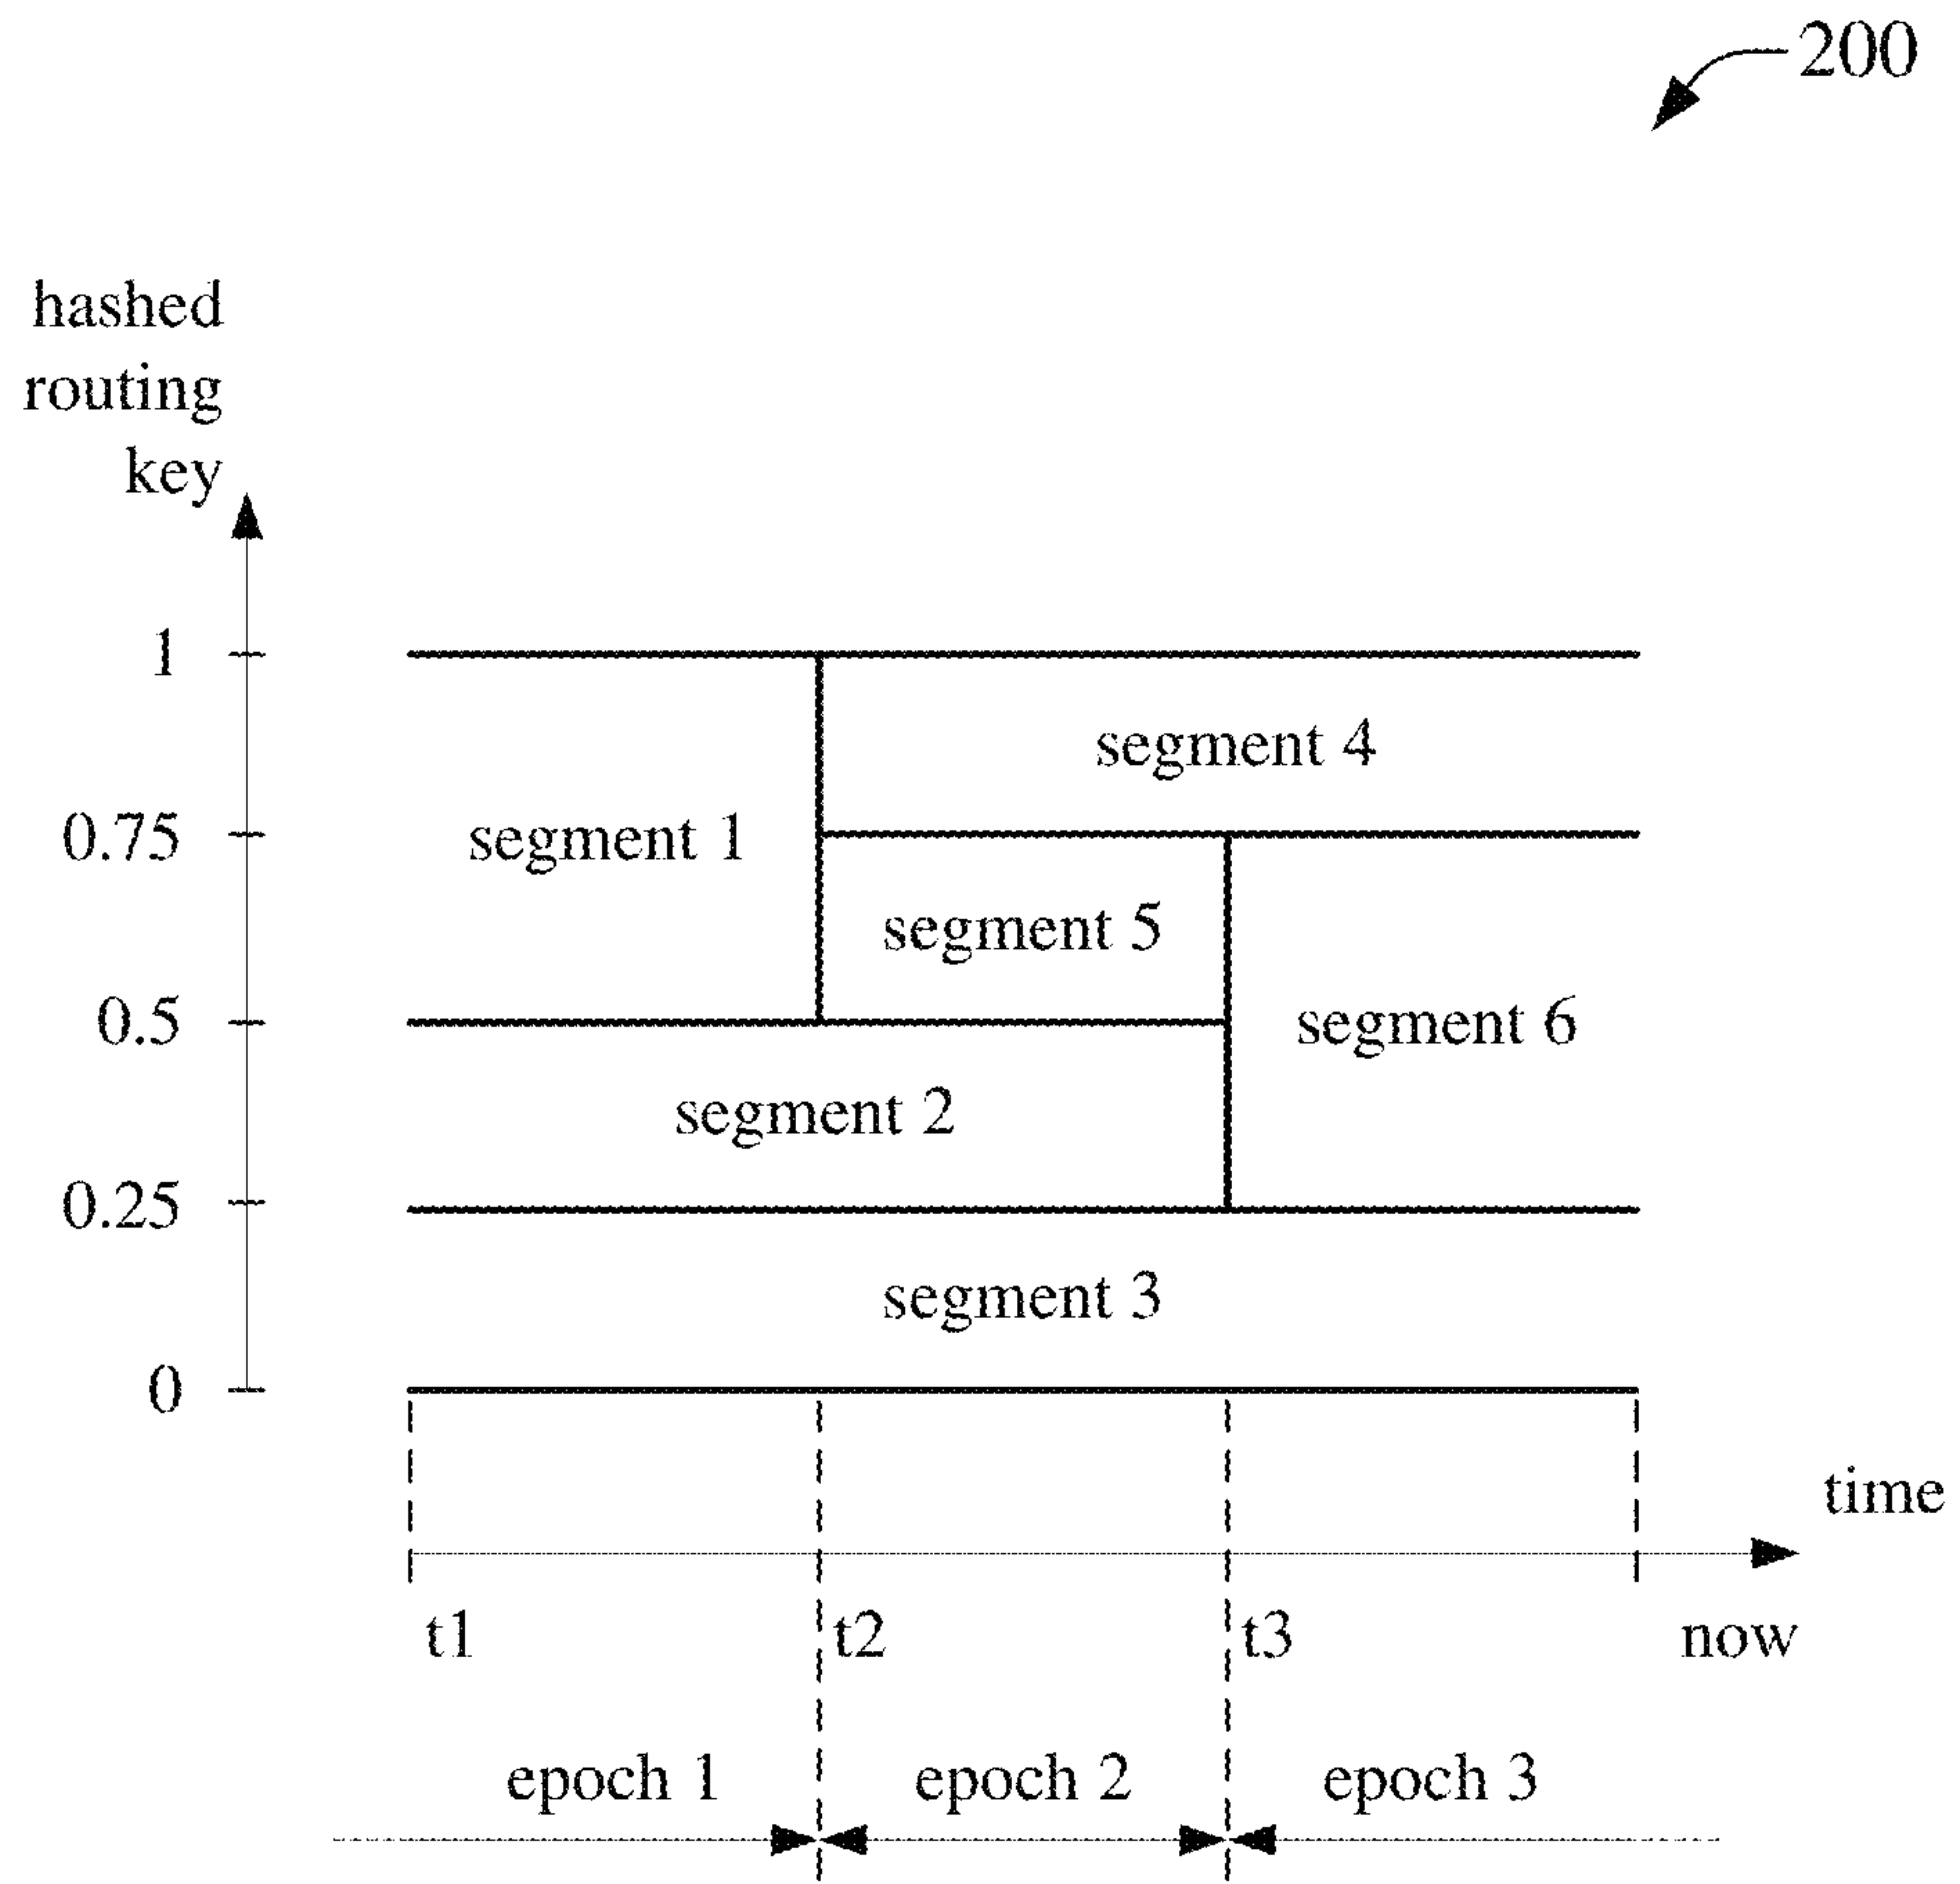 200
hashed
routing
key
1
segment 4
0.75
segment 1
segment 5
0.5
segment 6
segment 2
0.25
segment 3
0
time
t1 t2 t3 now
epoch 1 epoch 2 epoch 3